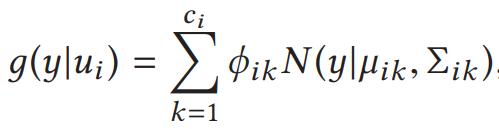 g(y|u_i) = \sum_{k=1}^{c_i} \phi_{ik} N(y|\mu_{ik}, \Sigma_{ik}),